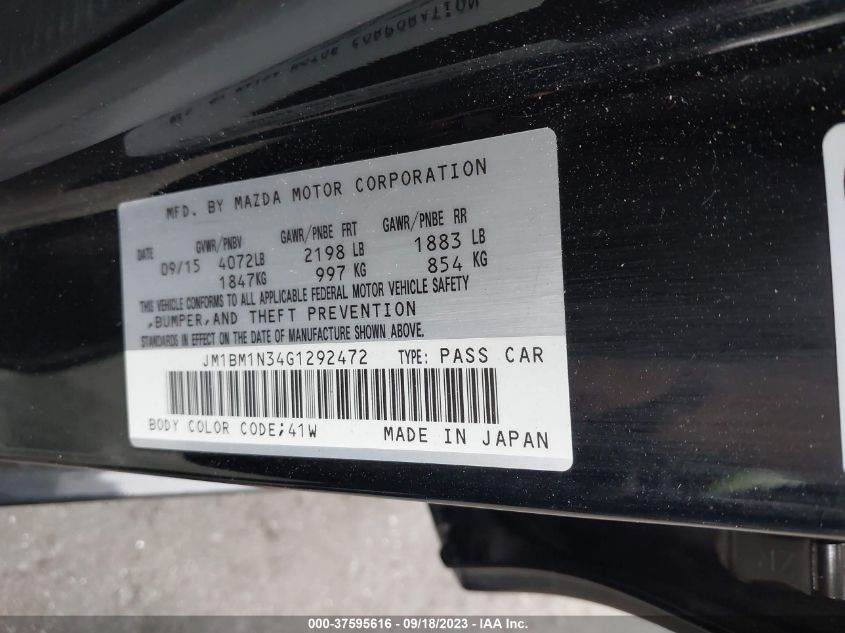 MFD. BY MAZDA MOTOR CORPORATION
DATE GVWR/PNBV GAWR/PNBE FRT GAWR/PNBE RR
09/15 4072LB 2198 LB 1883 LB
1847KG 997 KG 854 KG
THIS VEHICLE CONFORMS TO ALL APPLICABLE FEDERAL MOTOR VEHICLE SAFETY
,BUMPER,AND THEFT PREVENTION
STANDARDS IN EFFECT ON THE DATE OF MANUFACTURE SHOWN ABOVE.
JM1BM1N34G1292472 TYPE: PASS CAR
BODY COLOR CODE;41W MADE IN JAPAN
000-37595616 - 09/18/2023 - IAA Inc.